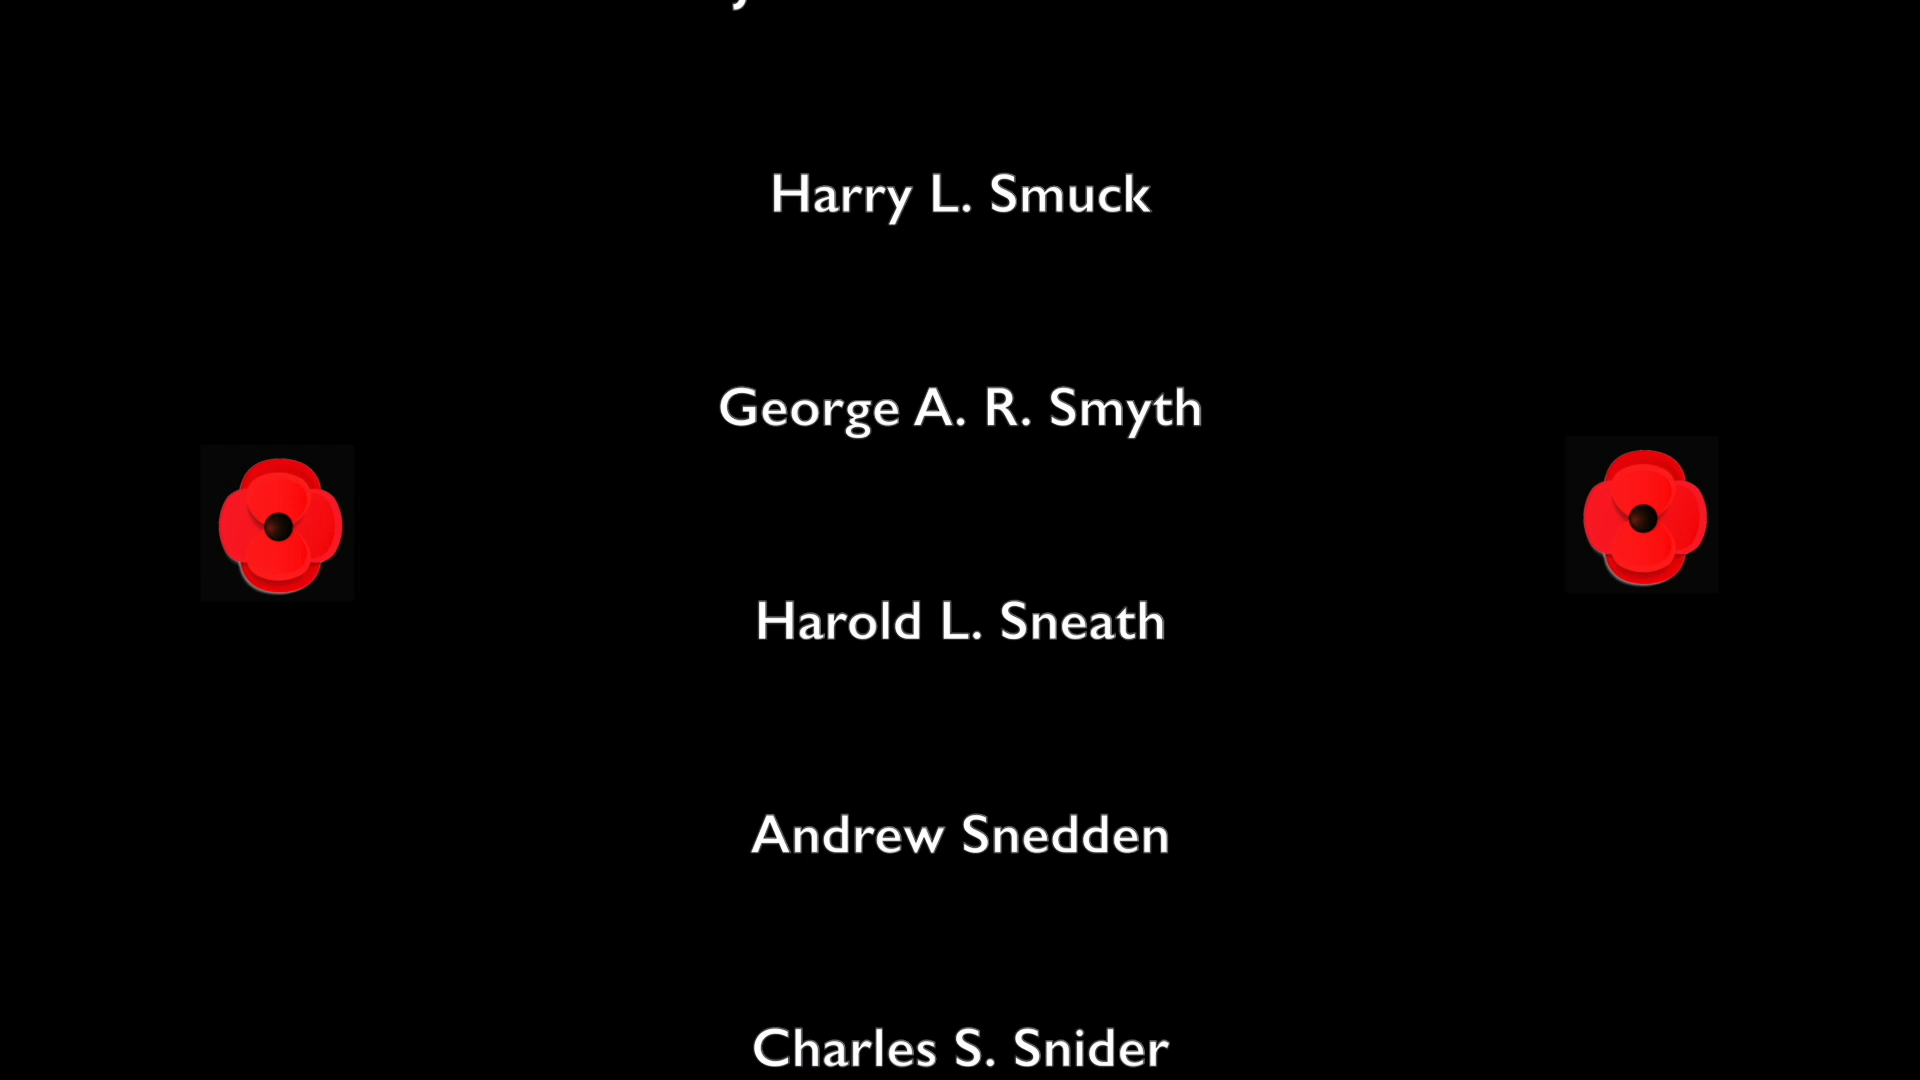 Harry L. Smuck
George A. R. Smyth
Harold L. Sneath
Andrew Snedden
Charles S. Snider